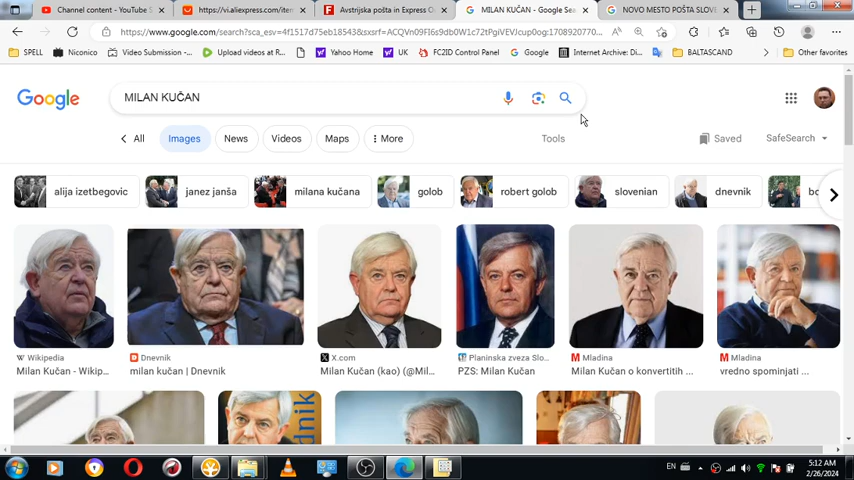 Channel content - YouTube S
https://vi.aliexpress.com/item
Avstrijska pošta in Express O
MILAN KUČAN - Google Sea
NOVO MESTO POŠTA SLOVE
https://www.google.com/search?sca_esv=4f1517d75eb18543&sxsrf=ACQVn09FI6s9db0W1c72tPgiVEVJcup0og:1708920770...
SPELL
Niconico
Video Submission -...
Upload videos at R...
Yahoo Home
UK
FC2ID Control Panel
Google
Internet Archive: Di...
BALTASCAND
Other favorites
Google
MILAN KUČAN
All
Images
News
Videos
Maps
More
Tools
Saved
SafeSearch
alija izetbegovic
janez janša
milana kučana
golob
robert golob
slovenian
dnevnik
Wikipedia
Milan Kučan - Wikip...
Dnevnik
milan kučan | Dnevnik
X.com
Milan Kučan (kao) (@Mil...
Planinska zveza Slo...
PZS: Milan Kučan
Mladina
Milan Kučan o konvertitih ...
Mladina
vredno spominjati ...
EN
5:12 AM
2/26/2024